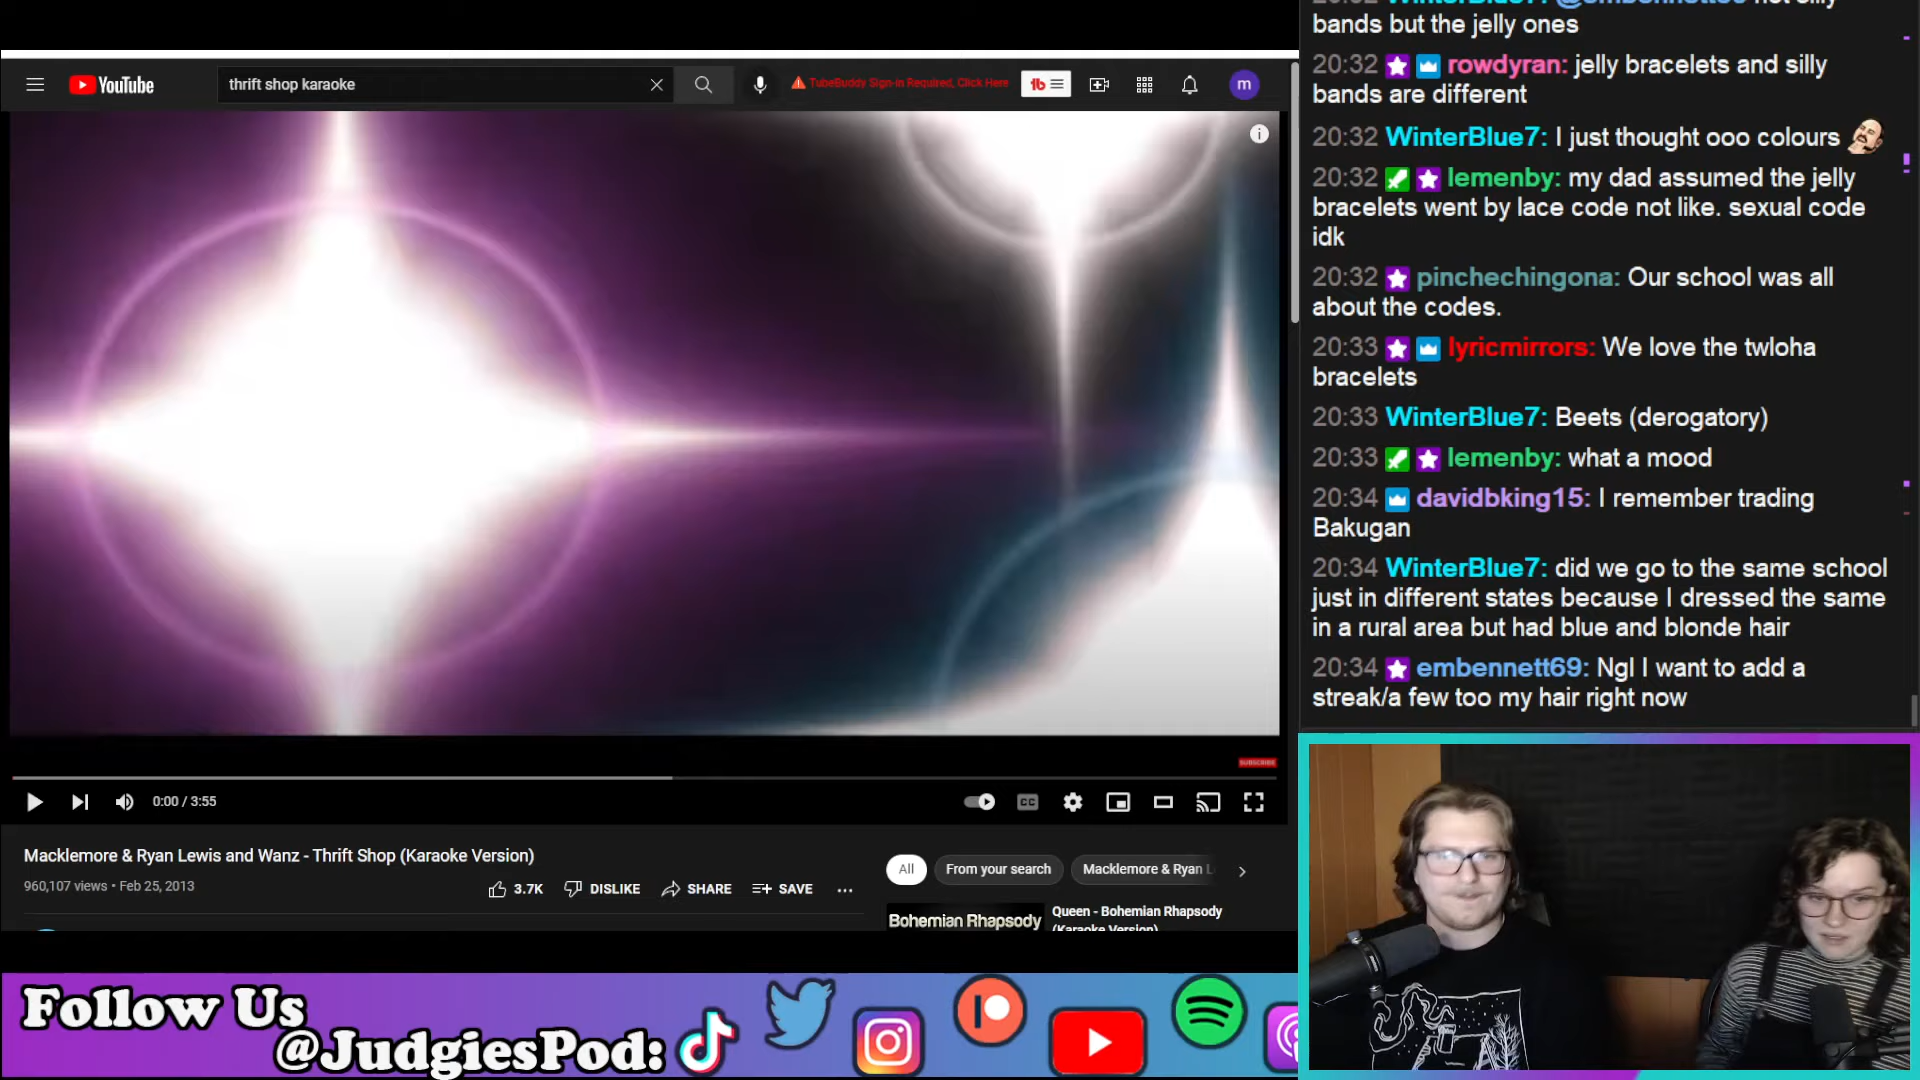 YouTube
thrift shop karaoke
TubeBuddy Sign-in Required, Click Here
tb
m
i
SUBSCRIBE
0:00 / 3:55
CC
Macklemore & Ryan Lewis and Wanz - Thrift Shop (Karaoke Version)
960,107 views • Feb 25, 2013
3.7K
DISLIKE
SHARE
SAVE
All
From your search
Macklemore & Ryan L
Bohemian Rhapsody
Queen - Bohemian Rhapsody
(Karaoke Version)
bands but the jelly ones
20:32 rowdyran: jelly bracelets and silly
bands are different
20:32 WinterBlue7: I just thought ooo colours
20:32 lemenby: my dad assumed the jelly
bracelets went by lace code not like. sexual code
idk
20:32 pinchechingona: Our school was all
about the codes.
20:33 lyricmirrors: We love the twloha
bracelets
20:33 WinterBlue7: Beets (derogatory)
20:33 lemenby: what a mood
20:34 davidbking15: I remember trading
Bakugan
20:34 WinterBlue7: did we go to the same school
just in different states because I dressed the same
in a rural area but had blue and blonde hair
20:34 embennett69: Ngl I want to add a
streak/a few too my hair right now
Follow Us
@JudgiesPod: